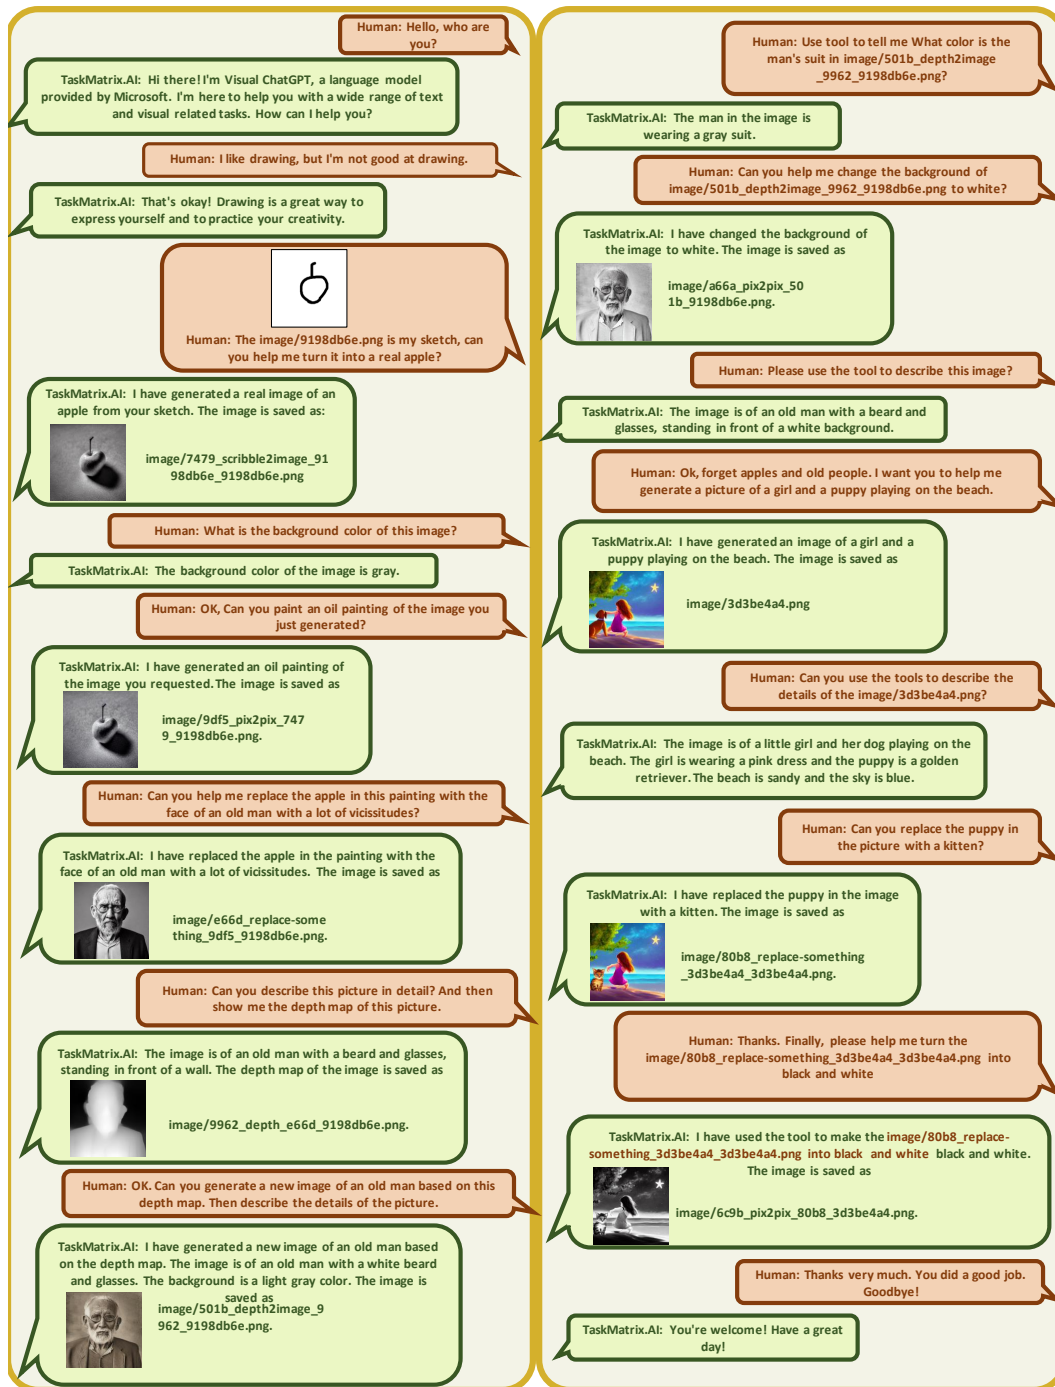 Human: Hello, who are
you?
TaskMatrix.AI: Hi there! I'm Visual ChatGPT, a language model
provided by Microsoft. I'm here to help you with a wide range of text
and visual related tasks. How can I help you?
Human: I like drawing, but I'm not good at drawing.
TaskMatrix.AI: That's okay! Drawing is a great way to
express yourself and to practice your creativity.
Human: The image/9198db6e.png is my sketch, can
you help me turn it into a real apple?
TaskMatrix.AI: I have generated a real image of an
apple from your sketch. The image is saved as:
image/7479_scribble2image_91
98db6e_9198db6e.png
Human: What is the background color of this image?
TaskMatrix.AI: The background color of the image is gray.
Human: OK, Can you paint an oil painting of the image you
just generated?
TaskMatrix.AI: I have generated an oil painting of
the image you requested. The image is saved as
image/9df5_pix2pix_747
9_9198db6e.png.
Human: Can you help me replace the apple in this painting with the
face of an old man with a lot of vicissitudes?
TaskMatrix.AI: I have replaced the apple in the painting with the
face of an old man with a lot of vicissitudes. The image is saved as
image/e66d_replace-some
thing_9df5_9198db6e.png.
Human: Can you describe this picture in detail? And then
show me the depth map of this picture.
TaskMatrix.AI: The image is of an old man with a beard and glasses,
standing in front of a wall. The depth map of the image is saved as
image/9962_depth_e66d_9198db6e.png.
Human: OK. Can you generate a new image of an old man based on this
depth map. Then describe the details of the picture.
TaskMatrix.AI: I have generated a new image of an old man based
on the depth map. The image is of an old man with a white beard
and glasses. The background is a light gray color. The image is
saved as
image/501b_depth2image_9
962_9198db6e.png.
Human: Use tool to tell me What color is the
man's suit in image/501b_depth2image
_9962_9198db6e.png?
TaskMatrix.AI: The man in the image is
wearing a gray suit.
Human: Can you help me change the background of
image/501b_depth2image_9962_9198db6e.png to white?
TaskMatrix.AI: I have changed the background of
the image to white. The image is saved as
image/a66a_pix2pix_50
1b_9198db6e.png.
Human: Please use the tool to describe this image?
TaskMatrix.AI: The image is of an old man with a beard and
glasses, standing in front of a white background.
Human: Ok, forget apples and old people. I want you to help me
generate a picture of a girl and a puppy playing on the beach.
TaskMatrix.AI: I have generated an image of a girl and a
puppy playing on the beach. The image is saved as
image/3d3be4a4.png
Human: Can you use the tools to describe the
details of the image/3d3be4a4.png?
TaskMatrix.AI: The image is of a little girl and her dog playing on the
beach. The girl is wearing a pink dress and the puppy is a golden
retriever. The beach is sandy and the sky is blue.
Human: Can you replace the puppy in
the picture with a kitten?
TaskMatrix.AI: I have replaced the puppy in the image
with a kitten. The image is saved as
image/80b8_replace-something
_3d3be4a4_3d3be4a4.png.
Human: Thanks. Finally, please help me turn the
image/80b8_replace-something_3d3be4a4_3d3be4a4.png into
black and white
TaskMatrix.AI: I have used the tool to make the image/80b8_replace-
something_3d3be4a4_3d3be4a4.png into black and white black and white.
The image is saved as
image/6c9b_pix2pix_80b8_3d3be4a4.png.
Human: Thanks very much. You did a good job.
Goodbye!
TaskMatrix.AI: You're welcome! Have a great
day!